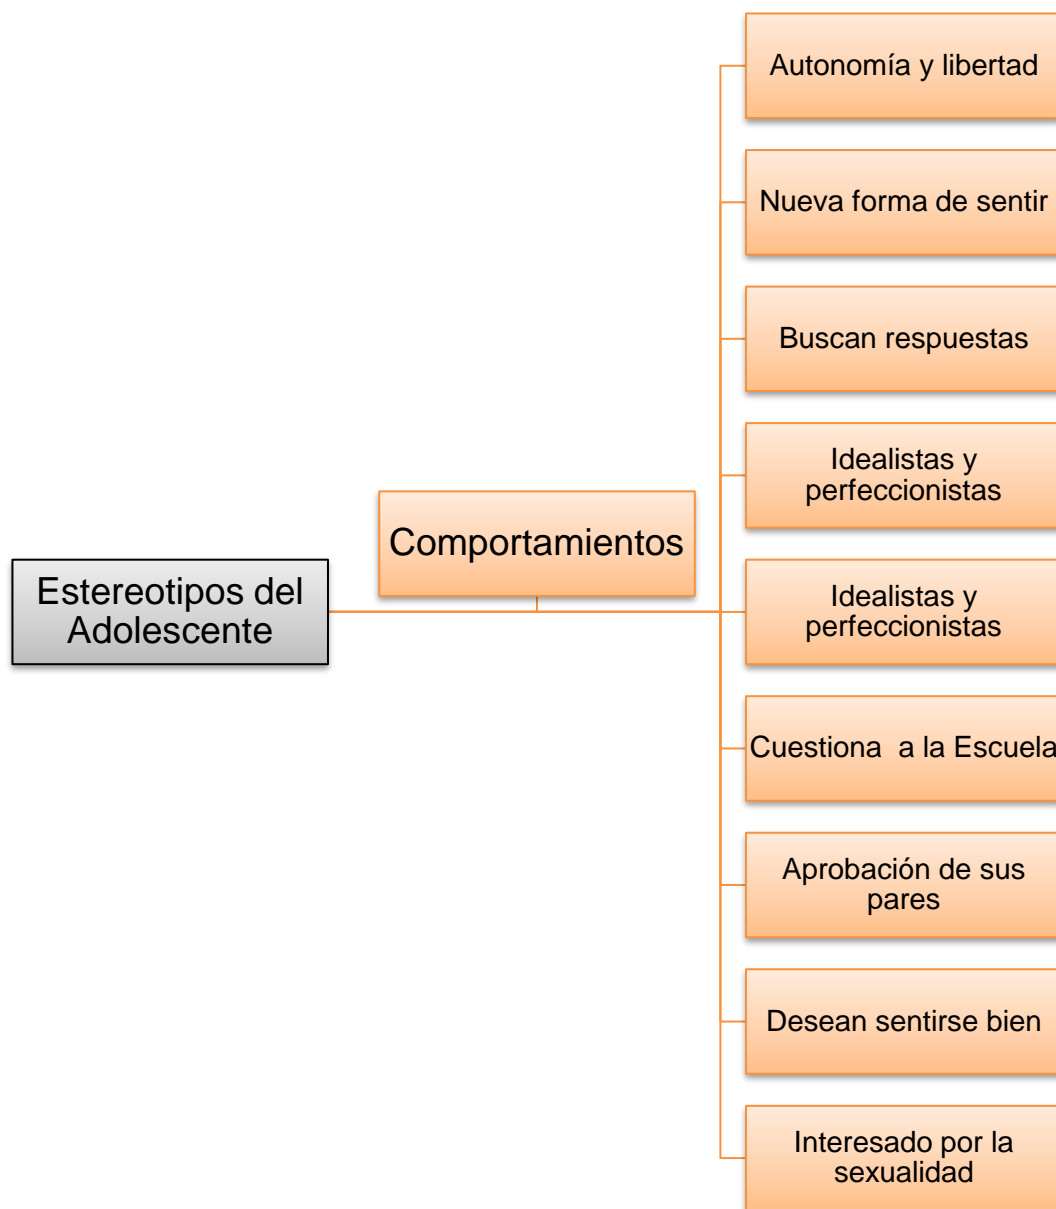 Estereotipos del
Adolescente
Comportamientos
Autonomía y libertad
Nueva forma de sentir
Buscan respuestas
Idealistas y
perfeccionistas
Idealistas y
perfeccionistas
Cuestiona  a la Escuela
Aprobación de sus
pares
Desean sentirse bien
Interesado por la
sexualidad